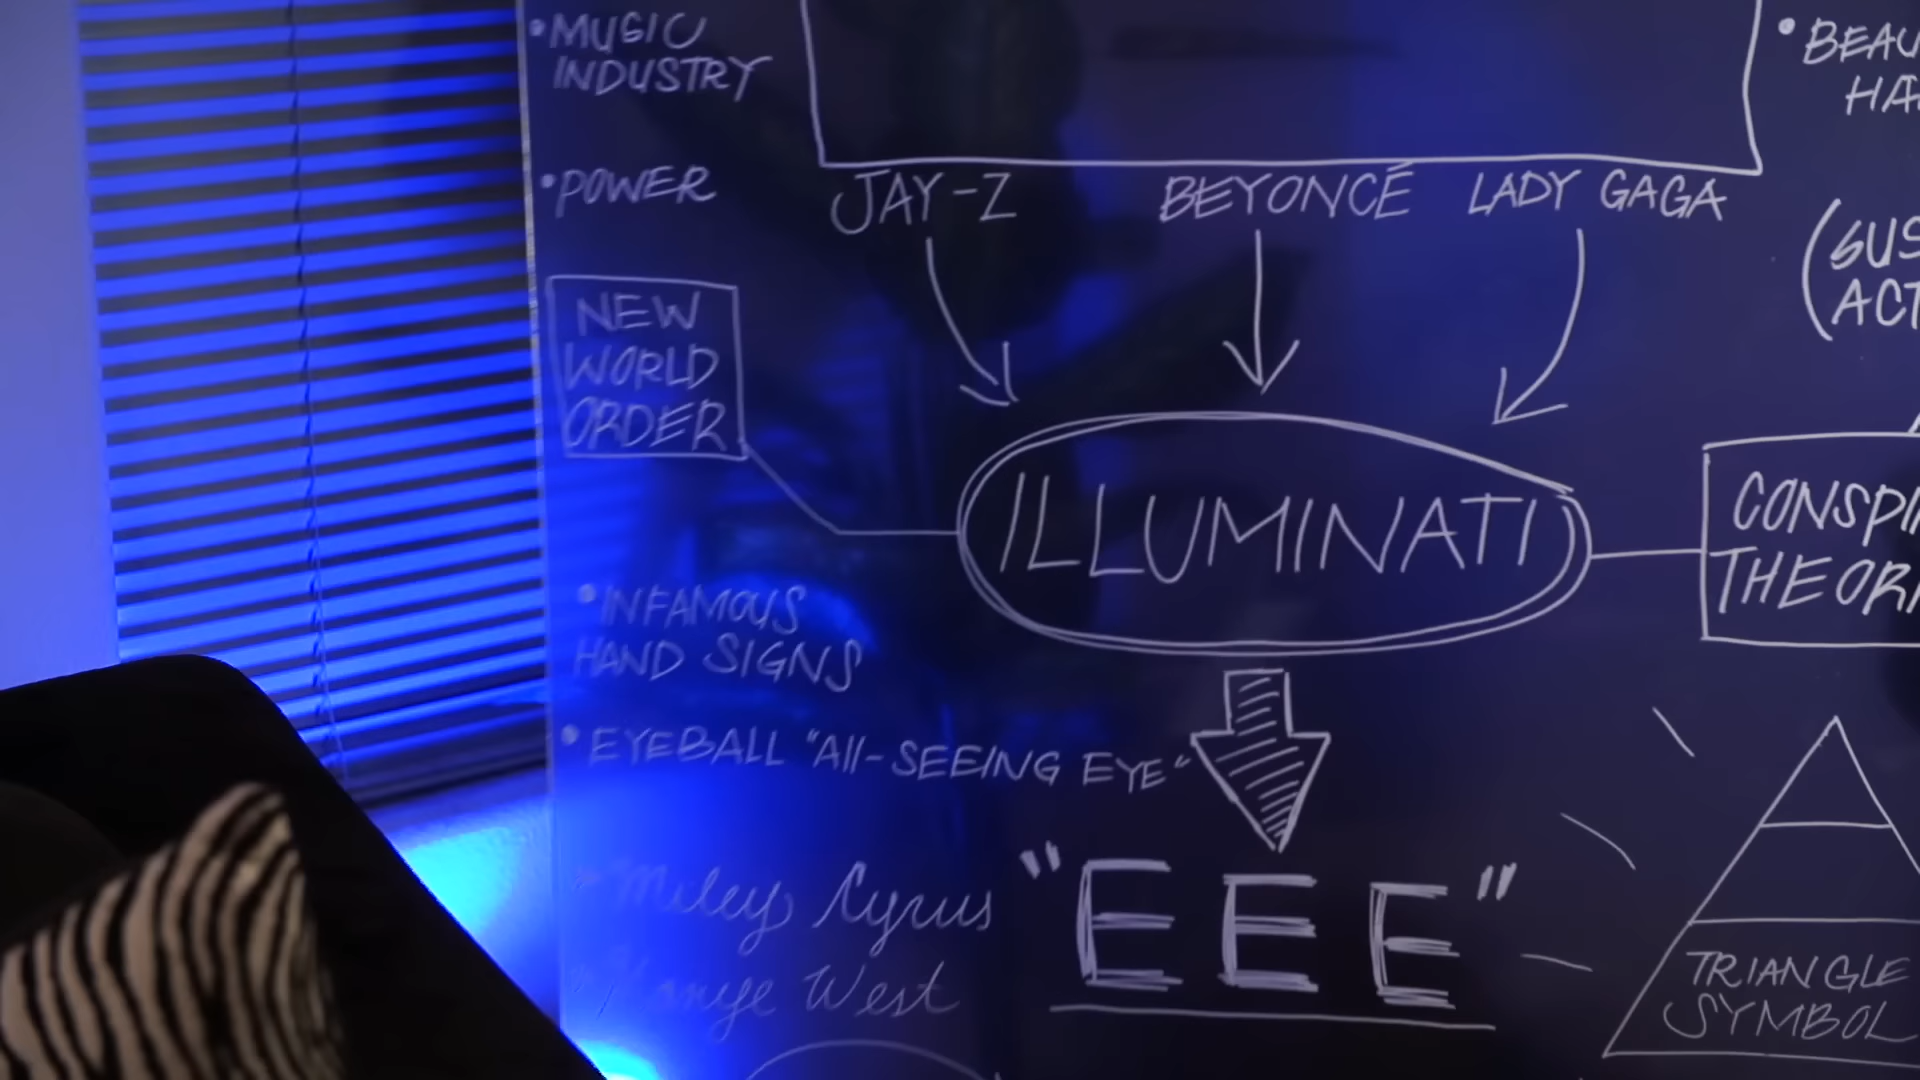 •MUSIC
INDUSTRY
•POWER
JAY-Z
BEYONCÉ
LADY GAGA
NEW
WORLD
ORDER
ILLUMINATI
•INFAMOUS
HAND SIGNS
•EYEBALL "All-SEEING EYE"
• Miley Cyrus
• Kanye West
"EEE"
TRIANGLE
SYMBOL